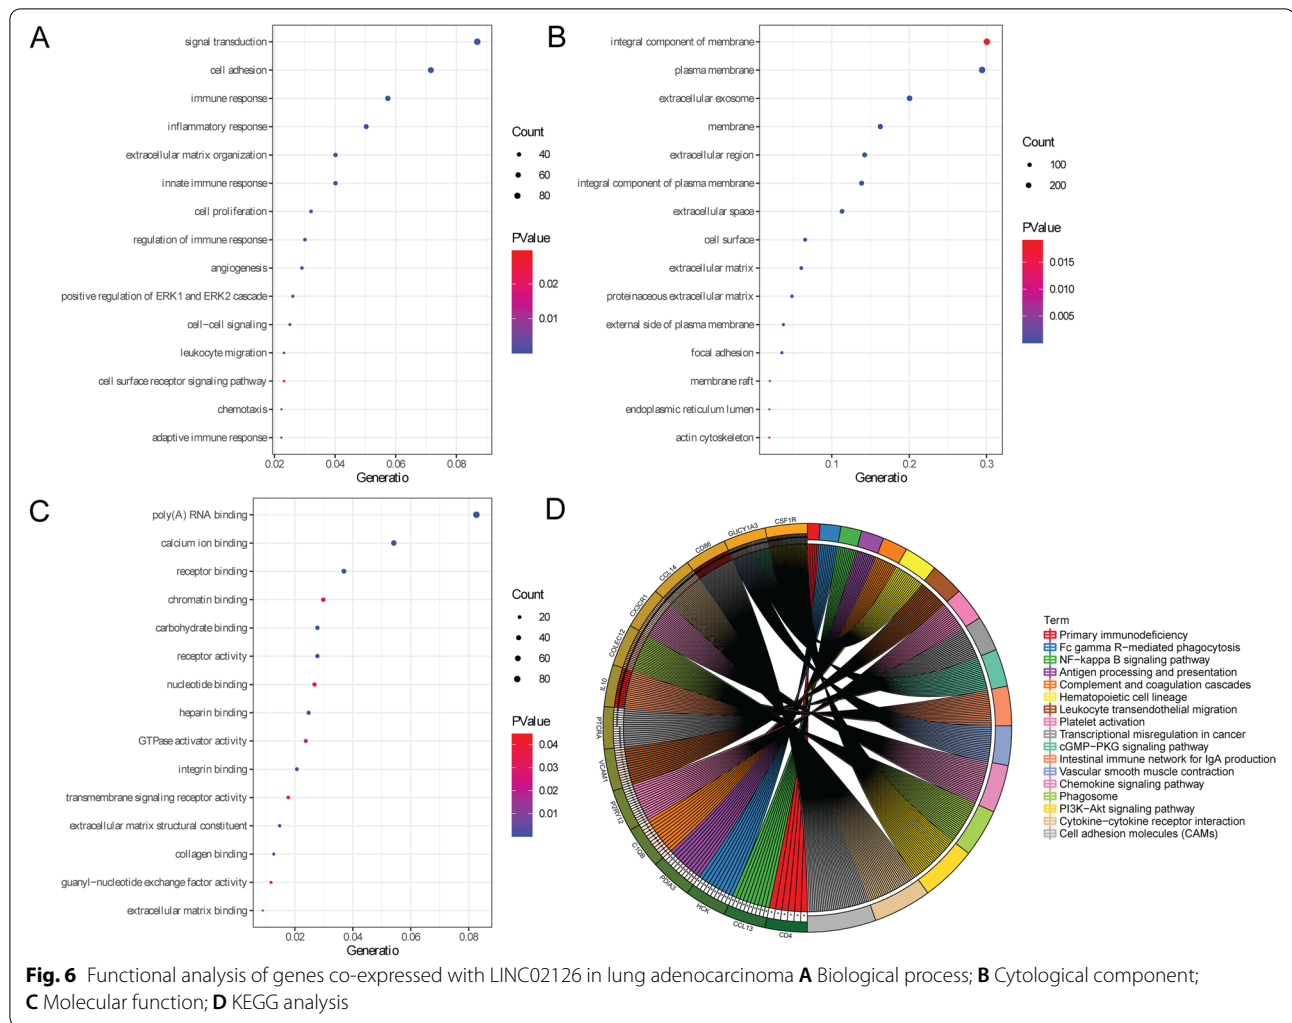 A
signal transduction
cell adhesion
immune response
inflammatory response
extracellular matrix organization
innate immune response
cell proliferation
regulation of immune response
angiogenesis
positive regulation of ERK1 and ERK2 cascade
cell−cell signaling
leukocyte migration
cell surface receptor signaling pathway
chemotaxis
adaptive immune response
0.02 0.04 0.06 0.08
Generatio
Count
40
60
80
PValue
0.02
0.01
B
integral component of membrane
plasma membrane
extracellular exosome
membrane
extracellular region
integral component of plasma membrane
extracellular space
cell surface
extracellular matrix
proteinaceous extracellular matrix
external side of plasma membrane
focal adhesion
membrane raft
endoplasmic reticulum lumen
actin cytoskeleton
0.1 0.2 0.3
Generatio
Count
100
200
PValue
0.015
0.010
0.005
C
poly(A) RNA binding
calcium ion binding
receptor binding
chromatin binding
carbohydrate binding
receptor activity
nucleotide binding
heparin binding
GTPase activator activity
integrin binding
transmembrane signaling receptor activity
extracellular matrix structural constituent
collagen binding
guanyl−nucleotide exchange factor activity
extracellular matrix binding
0.02 0.04 0.06 0.08
Generatio
Count
20
40
60
80
PValue
0.04
0.03
0.02
0.01
D
CSF1R
GUCY1A3
CD86
CCL14
CX3CR1
COLEC12
IL10
PTCRA
VCAM1
P2RY12
C1QB
PDIA3
HCK
CCL13
CD4
Term
Primary immunodeficiency
Fc gamma R−mediated phagocytosis
NF−kappa B signaling pathway
Antigen processing and presentation
Complement and coagulation cascades
Hematopoietic cell lineage
Leukocyte transendothelial migration
Platelet activation
Transcriptional misregulation in cancer
cGMP−PKG signaling pathway
Intestinal immune network for IgA production
Vascular smooth muscle contraction
Chemokine signaling pathway
Phagosome
PI3K−Akt signaling pathway
Cytokine−cytokine receptor interaction
Cell adhesion molecules (CAMs)
Fig. 6 Functional analysis of genes co-expressed with LINC02126 in lung adenocarcinoma A Biological process; B Cytological component;
C Molecular function; D KEGG analysis